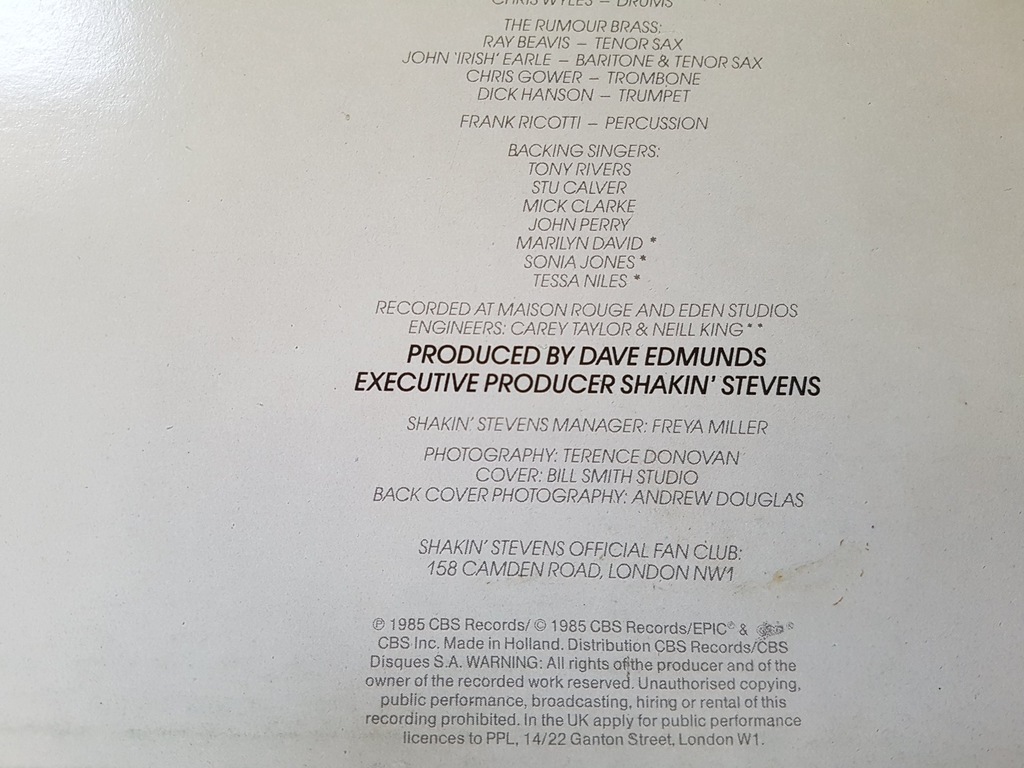 CHRIS WYLES – DRUMS
THE RUMOUR BRASS:
RAY BEAVIS – TENOR SAX
JOHN 'IRISH' EARLE – BARITONE & TENOR SAX
CHRIS GOWER – TROMBONE
DICK HANSON – TRUMPET
FRANK RICOTTI – PERCUSSION
BACKING SINGERS:
TONY RIVERS
STU CALVER
MICK CLARKE
JOHN PERRY
MARILYN DAVID *
SONIA JONES *
TESSA NILES *
RECORDED AT MAISON ROUGE AND EDEN STUDIOS
ENGINEERS: CAREY TAYLOR & NEILL KING**
PRODUCED BY DAVE EDMUNDS
EXECUTIVE PRODUCER SHAKIN' STEVENS
SHAKIN' STEVENS MANAGER: FREYA MILLER
PHOTOGRAPHY: TERENCE DONOVAN
COVER: BILL SMITH STUDIO
BACK COVER PHOTOGRAPHY: ANDREW DOUGLAS
SHAKIN' STEVENS OFFICIAL FAN CLUB:
158 CAMDEN ROAD, LONDON NW1
℗ 1985 CBS Records/ © 1985 CBS Records/EPIC® &
CBS Inc. Made in Holland. Distribution CBS Records/CBS
Disques S.A. WARNING: All rights of the producer and of the
owner of the recorded work reserved. Unauthorised copying,
public performance, broadcasting, hiring or rental of this
recording prohibited. In the UK apply for public performance
licences to PPL, 14/22 Ganton Street, London W1.